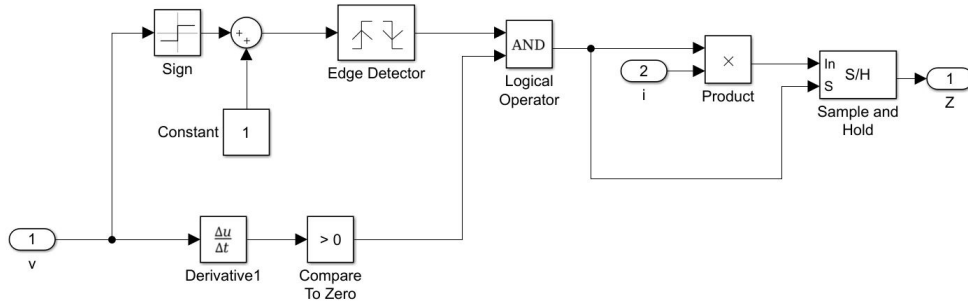 Sign
+
+
Edge Detector
Constant
1
AND
Logical
Operator
2
i
×
Product
In
S
S/H
Sample and
Hold
1
Z
1
v
Δu
Δt
Derivative1
> 0
Compare
To Zero